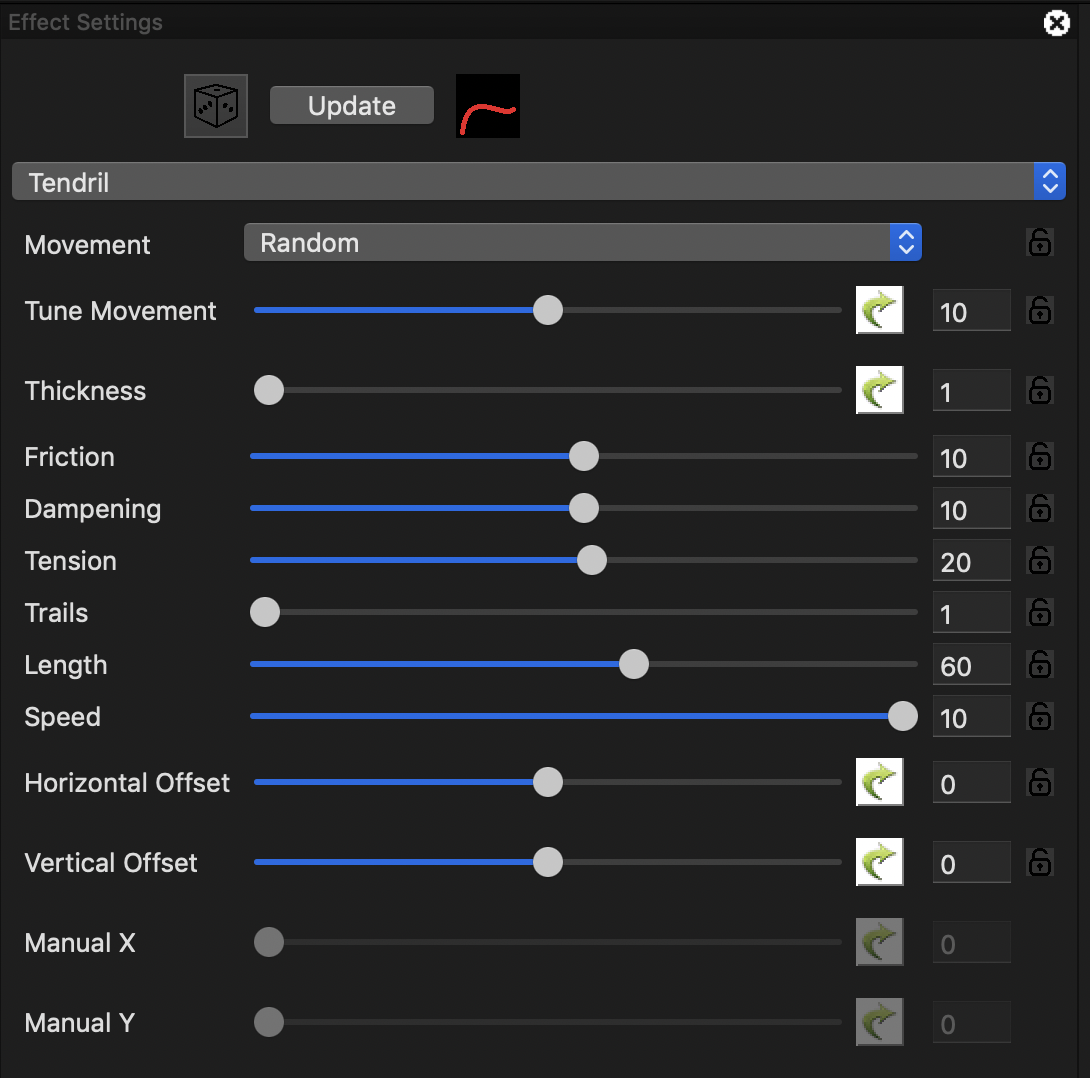 Effect Settings
Update
Tendril
Movement Random
Tune Movement 10
Thickness 1
Friction 10
Dampening 10
Tension 20
Trails 1
Length 60
Speed 10
Horizontal Offset 0
Vertical Offset 0
Manual X 0
Manual Y 0